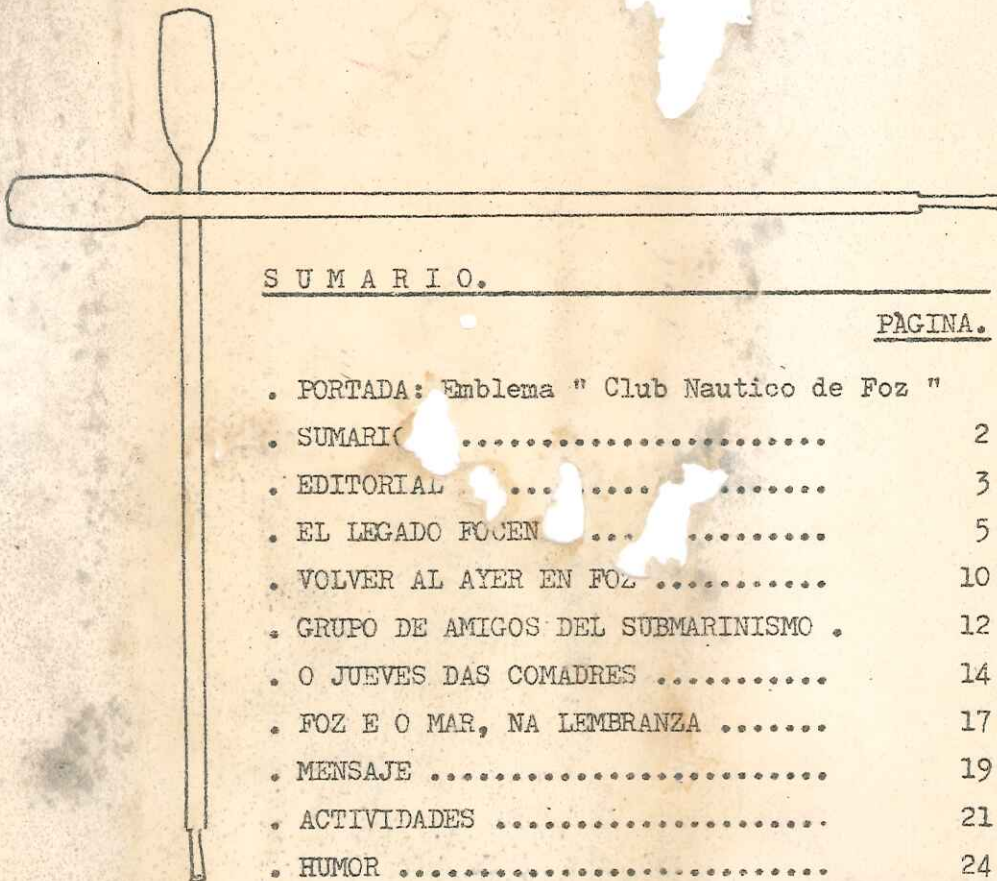 S U M A R I O.
PÀGINA.
. PORTADA: Emblema " Club Nautico de Foz "
. SUMARIO ........................ 2
. EDITORIAL ...................... 3
. EL LEGADO ................ 5
. VOLVER AL AYER EN FOZ ........... 10
. GRUPO DE AMIGOS DEL SUBMARINISMO . 12
. O JUEVES DAS COMADRES ........... 14
. FOZ E O MAR, NA LEMBRANZA ....... 17
. MENSAJE ......................... 19
. ACTIVIDADES ..................... 21
. HUMOR ........................... 24